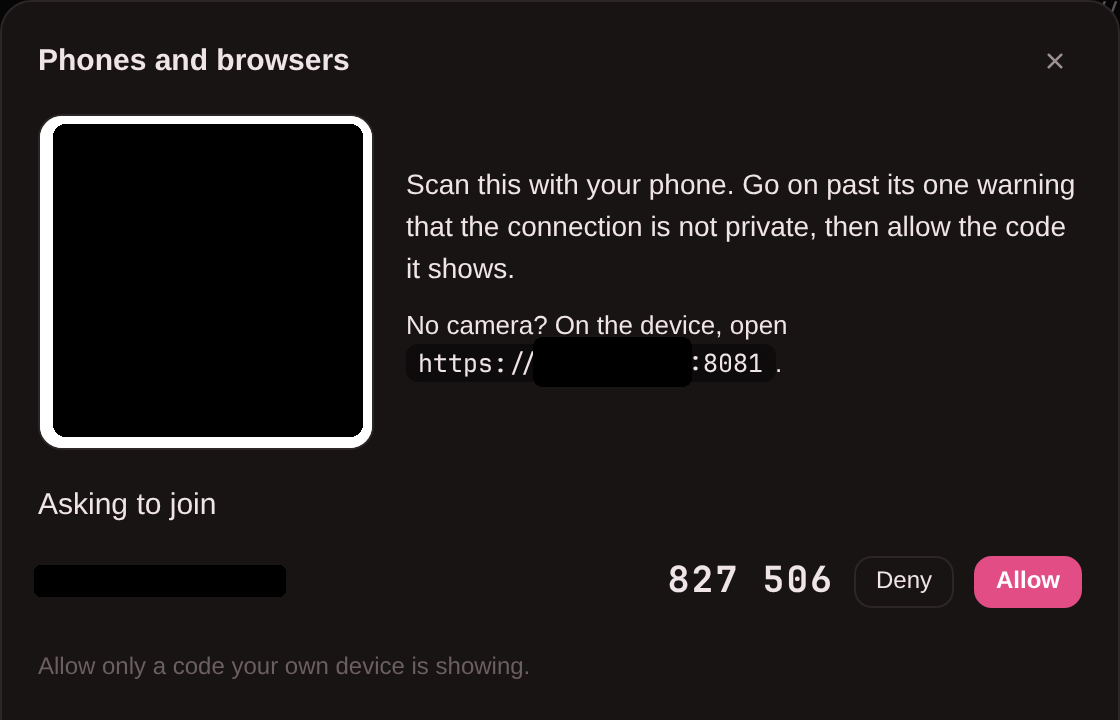 Phones and browsers
Scan this with your phone. Go on past its one warning
that the connection is not private, then allow the code
it shows.
No camera? On the device, open
https:// :8081 .
Asking to join
827 506 Deny Allow
Allow only a code your own device is showing.